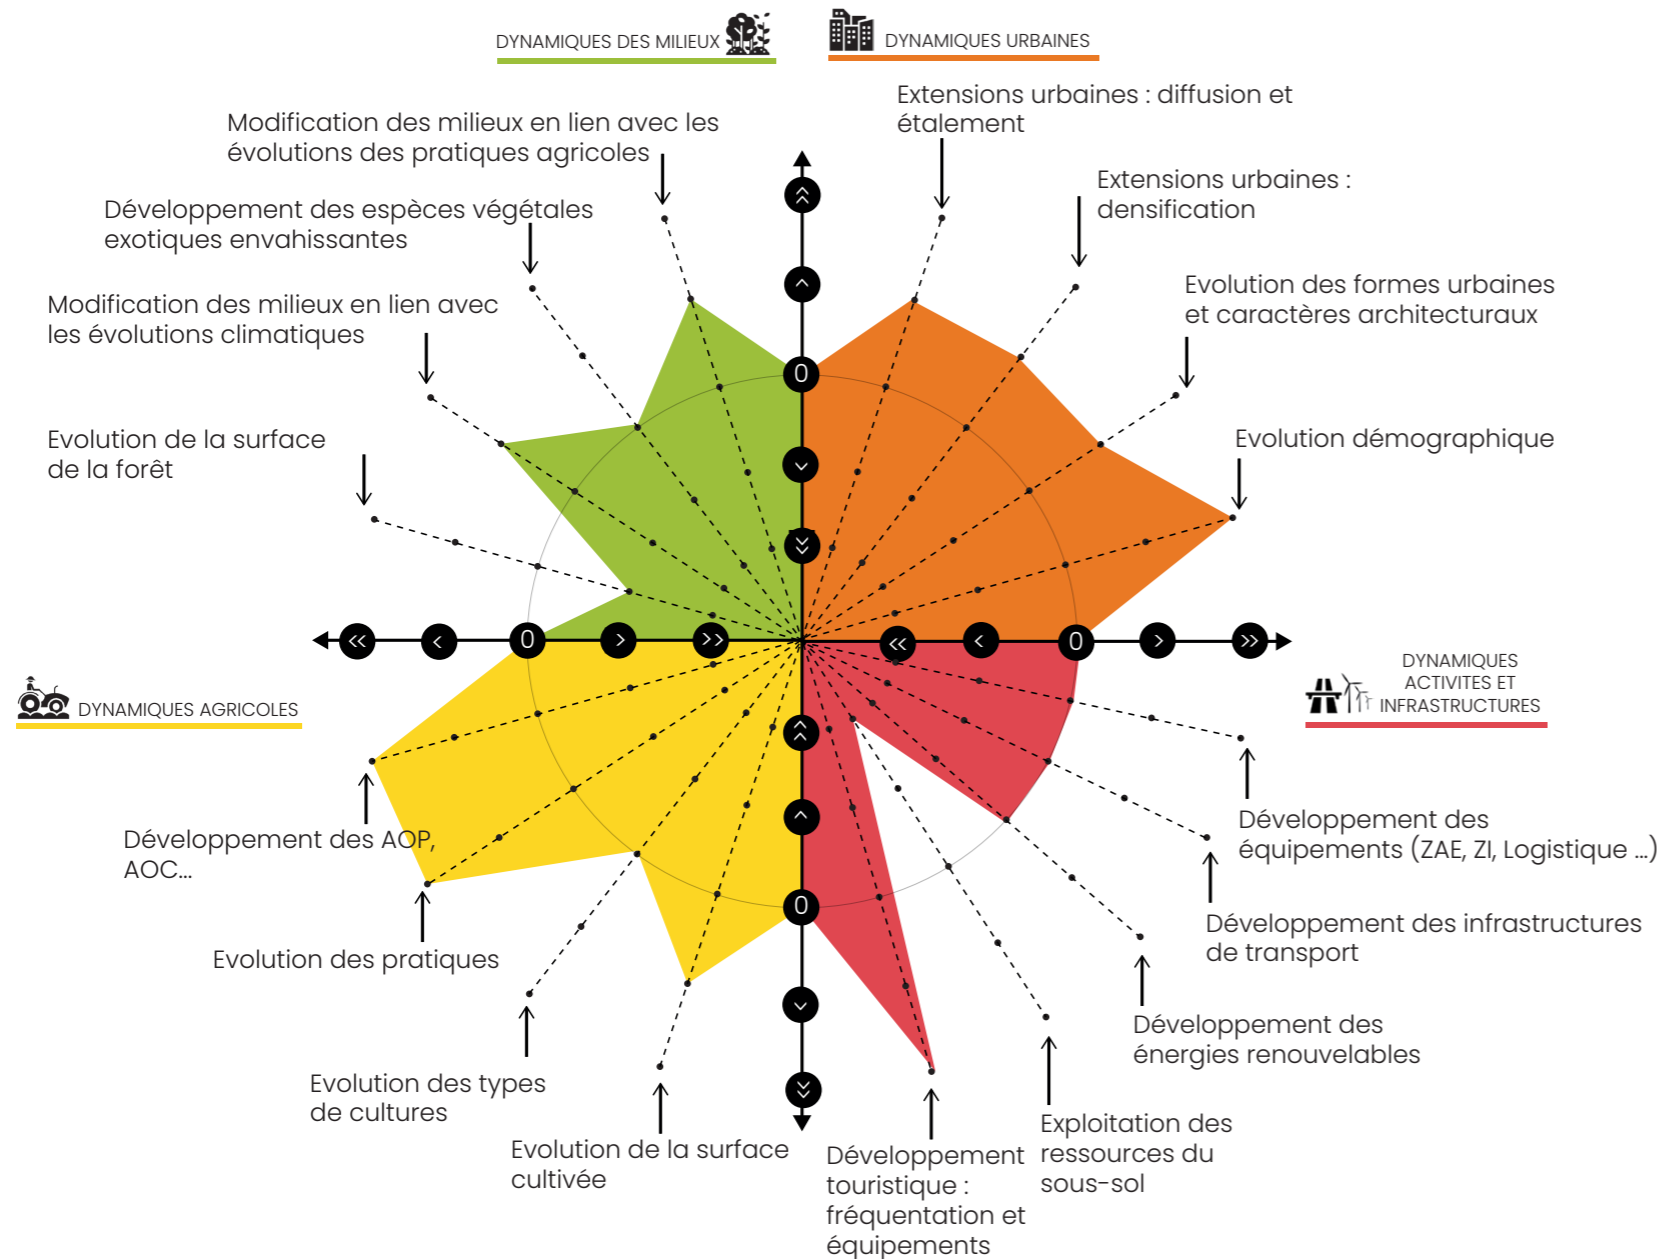 DYNAMIQUES DES MILIEUX
DYNAMIQUES URBAINES
Extensions urbaines : diffusion et
étalement
Modification des milieux en lien avec les
évolutions des pratiques agricoles
Extensions urbaines :
densification
Développement des espèces végétales
exotiques envahissantes
Evolution des formes urbaines
et caractères architecturaux
Modification des milieux en lien avec
les évolutions climatiques
Evolution de la surface
de la forêt
Evolution démographique
0
0
0
0
DYNAMIQUES
ACTIVITES ET
INFRASTRUCTURES
DYNAMIQUES AGRICOLES
Développement des AOP,
AOC...
Développement des
équipements (ZAE, ZI, Logistique ...)
Evolution des pratiques
Développement des infrastructures
de transport
Développement des
énergies renouvelables
Evolution des types
de cultures
Evolution de la surface
cultivée
Développement
touristique :
fréquentation et
équipements
Exploitation des
ressources du
sous-sol